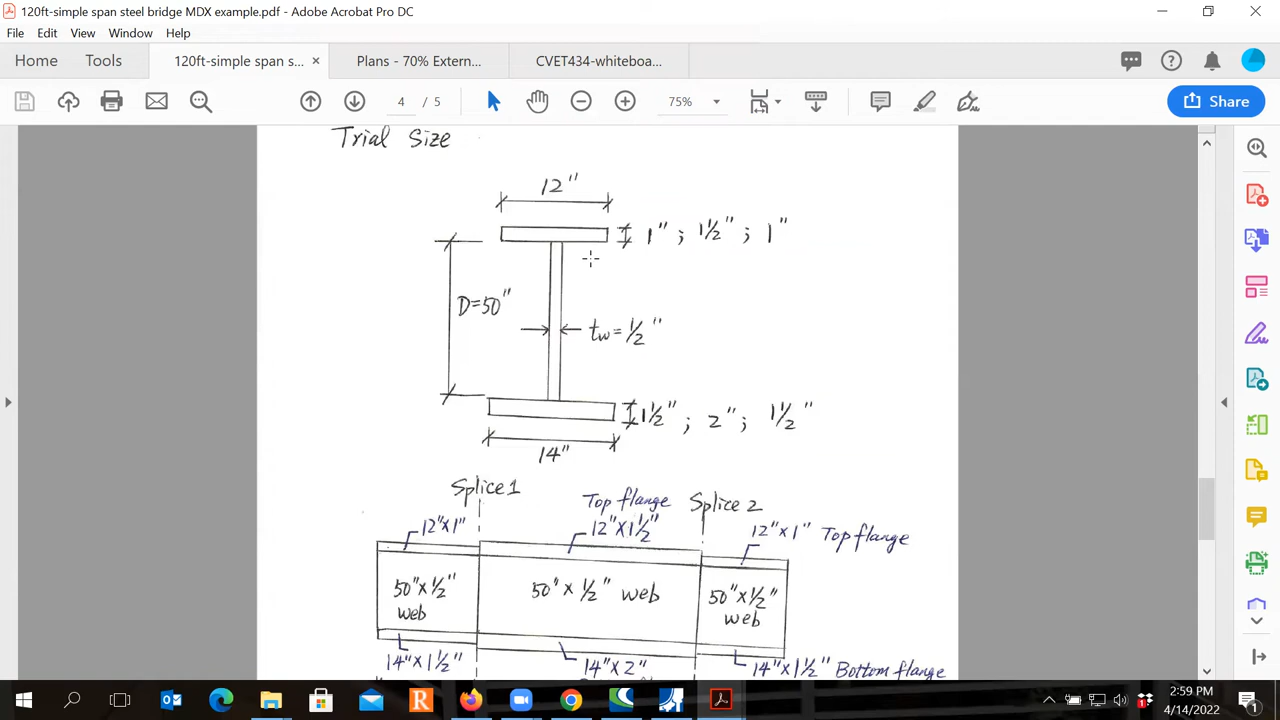 120ft-simple span steel bridge MDX example.pdf - Adobe Acrobat Pro DC
File Edit View Window Help
Home Tools 120ft-simple span s... × Plans - 70% Extern... CVET434-whiteboa...
4 / 5 75% Share
Trial Size
12"
1" ; 1½" ; 1"
D=50"
tw = ½"
1½" ; 2" ; 1½"
14"
Splice 1 Top flange Splice 2
12"x1" 12"x1½" 12"x1" Top flange
50"x½" web 50"x½" web 50"x½" web
14"x1½" 14"x2" 14"x1½" Bottom flange
2:59 PM
4/14/2022